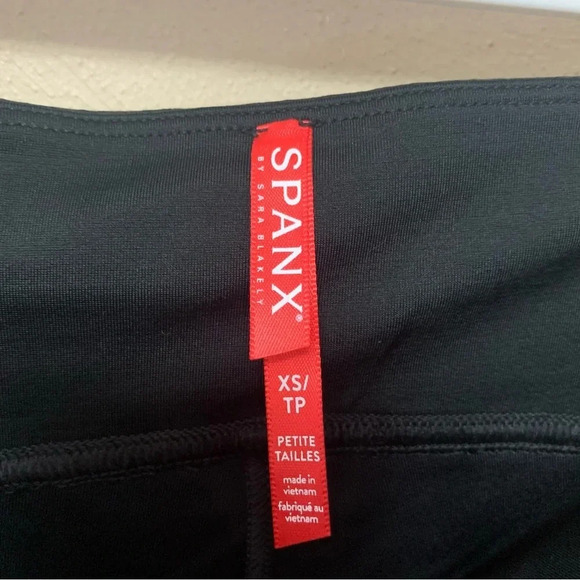 SPANX®
BY SARA BLAKELY
XS/
TP
PETITE
TAILLES
made in
vietnam
fabriqué au
vietnam